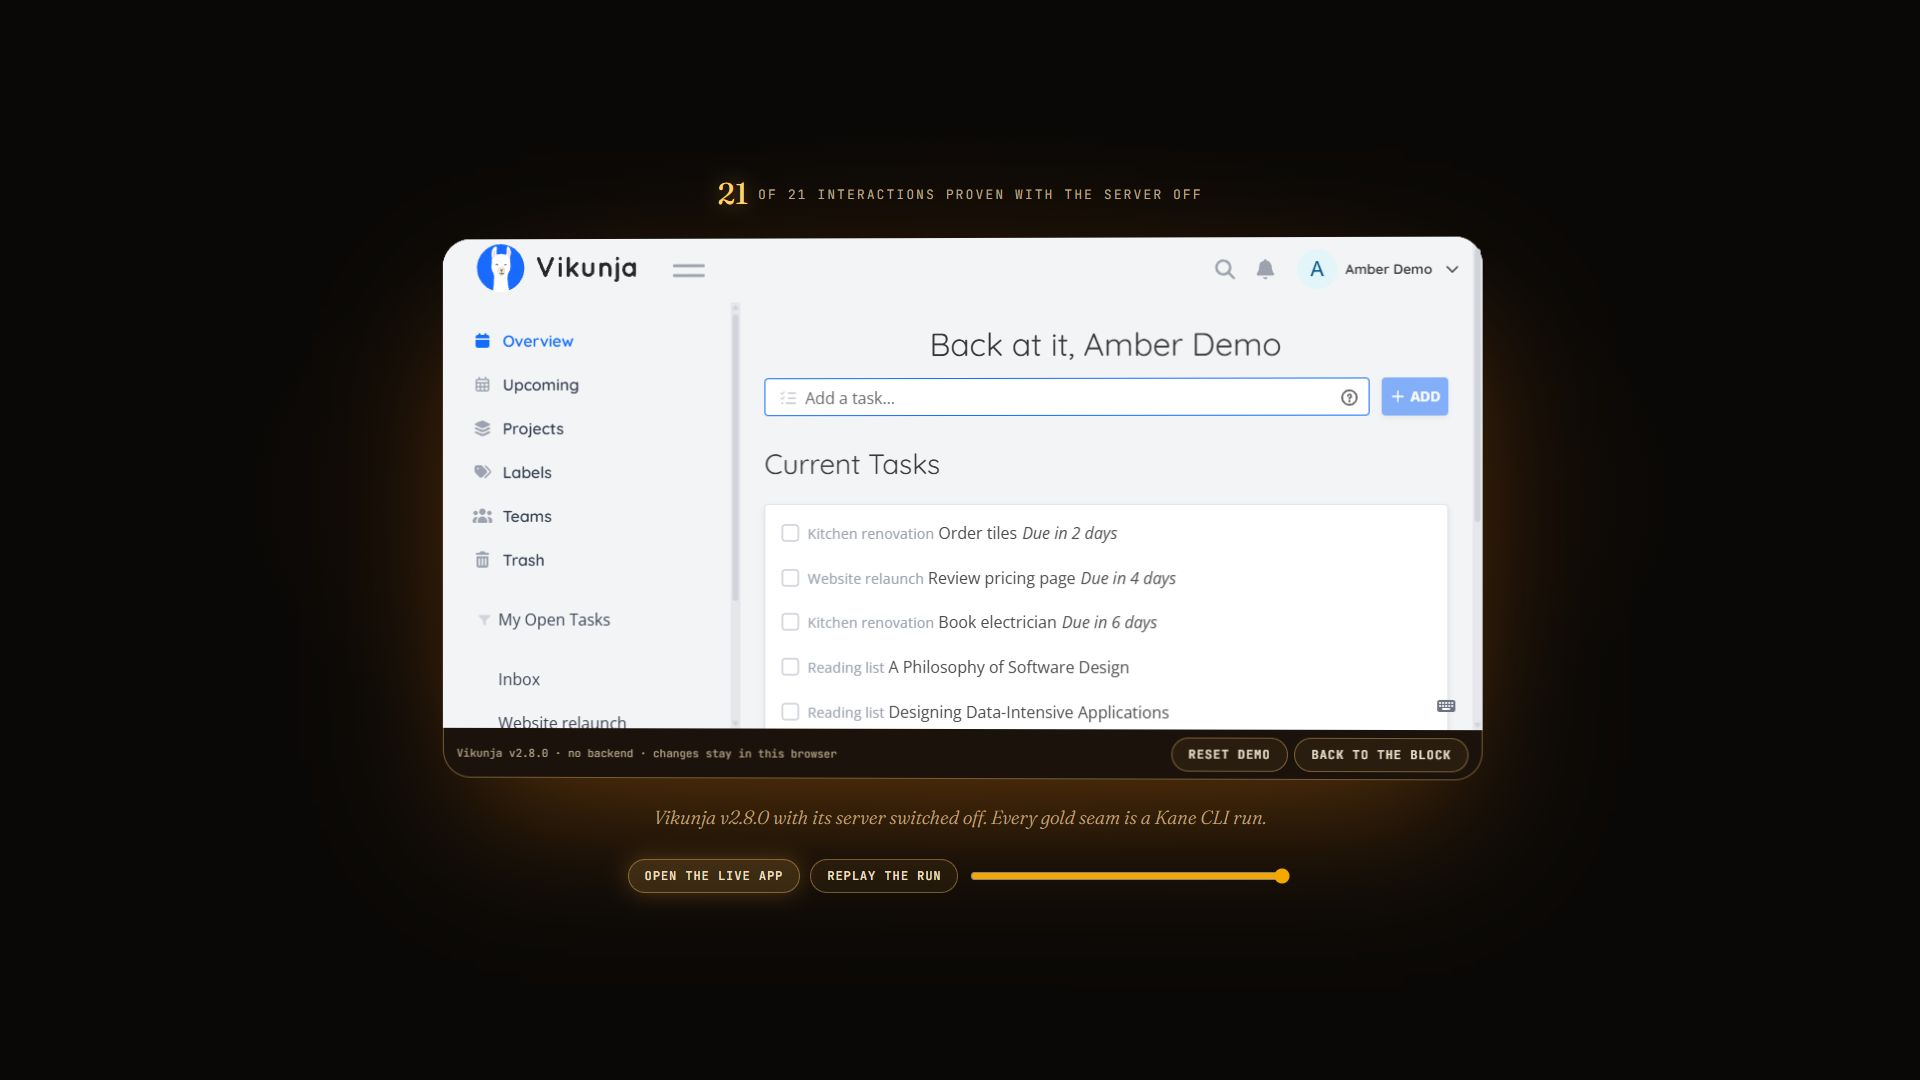 21 OF 21 INTERACTIONS PROVEN WITH THE SERVER OFF
Vikunja
A Amber Demo
Overview
Upcoming
Projects
Labels
Teams
Trash
My Open Tasks
Inbox
Website relaunch
Back at it, Amber Demo
Add a task...
+ ADD
Current Tasks
Kitchen renovation Order tiles Due in 2 days
Website relaunch Review pricing page Due in 4 days
Kitchen renovation Book electrician Due in 6 days
Reading list A Philosophy of Software Design
Reading list Designing Data-Intensive Applications
Vikunja v2.8.0 · no backend · changes stay in this browser
RESET DEMO
BACK TO THE BLOCK
Vikunja v2.8.0 with its server switched off. Every gold seam is a Kane CLI run.
OPEN THE LIVE APP
REPLAY THE RUN